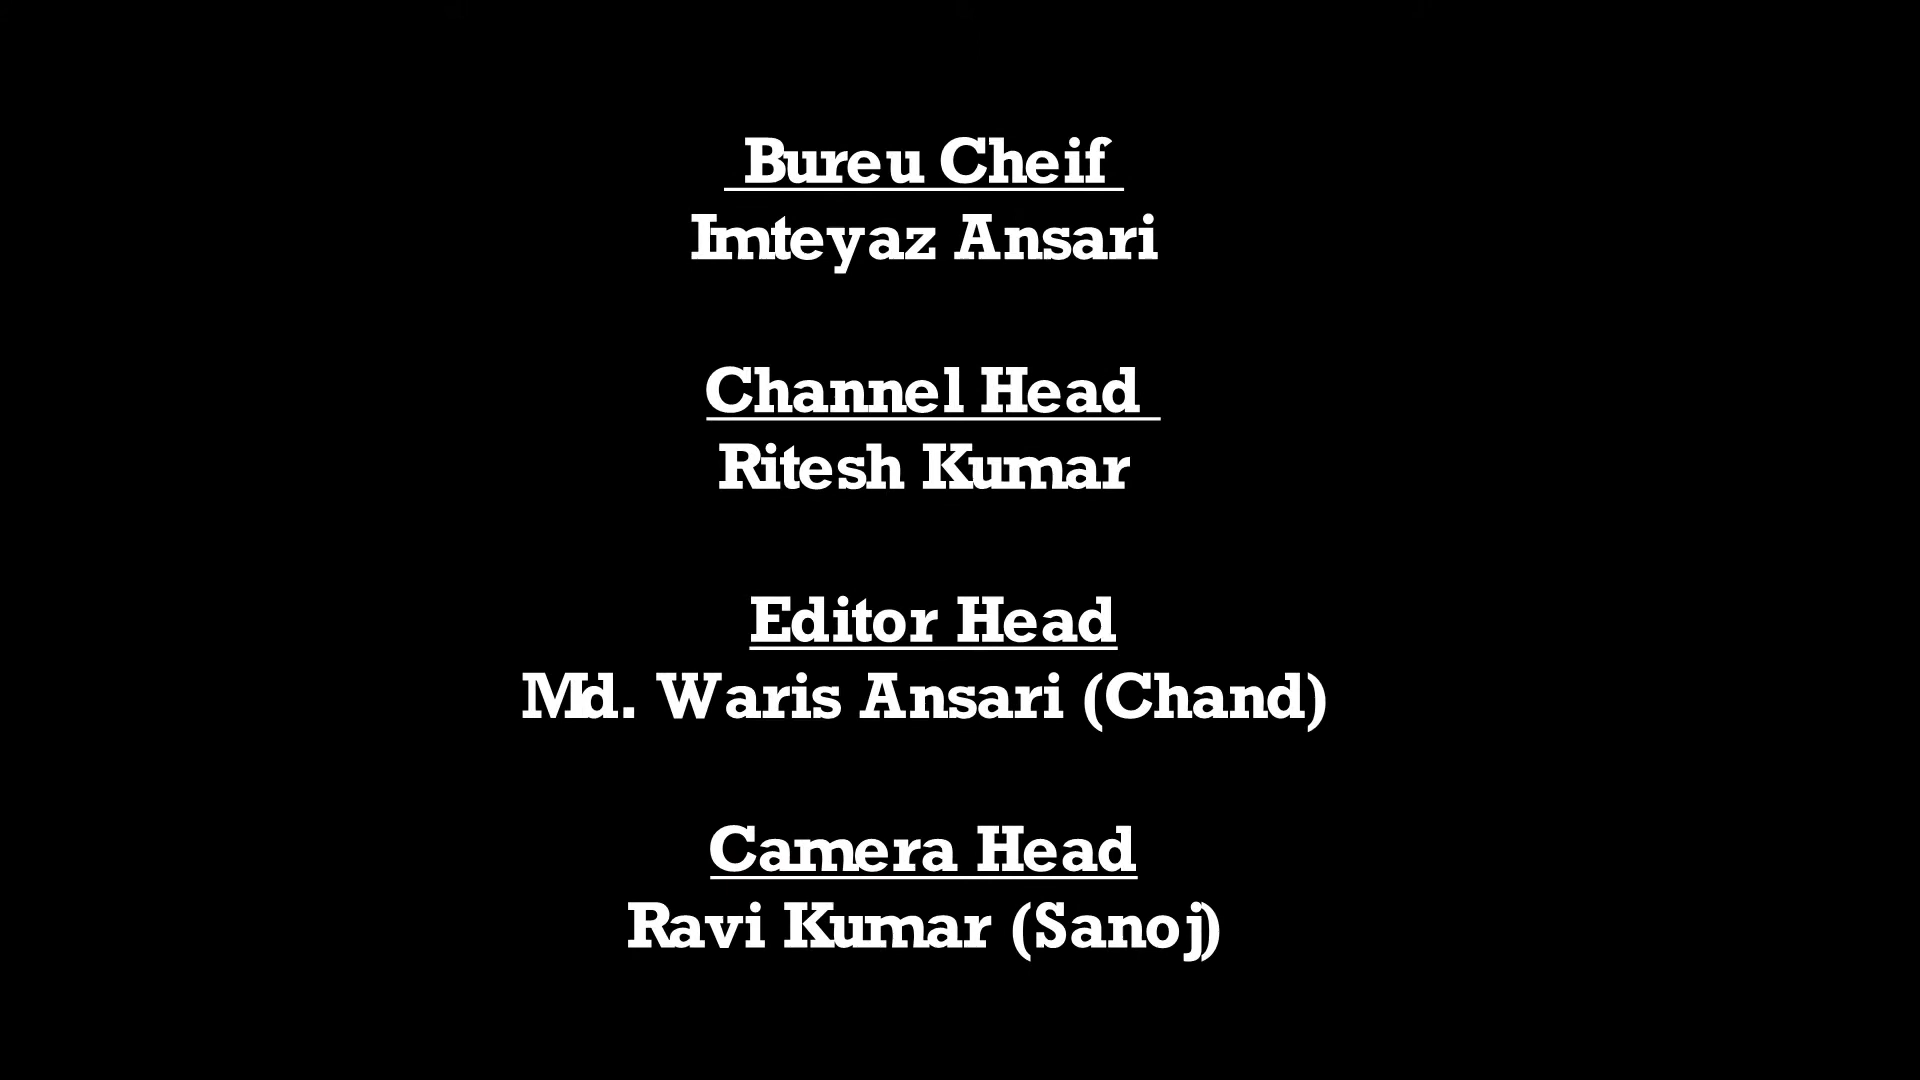 Bureu Cheif
Imteyaz Ansari
Channel Head
Ritesh Kumar
Editor Head
Md. Waris Ansari (Chand)
Camera Head
Ravi Kumar (Sanoj)